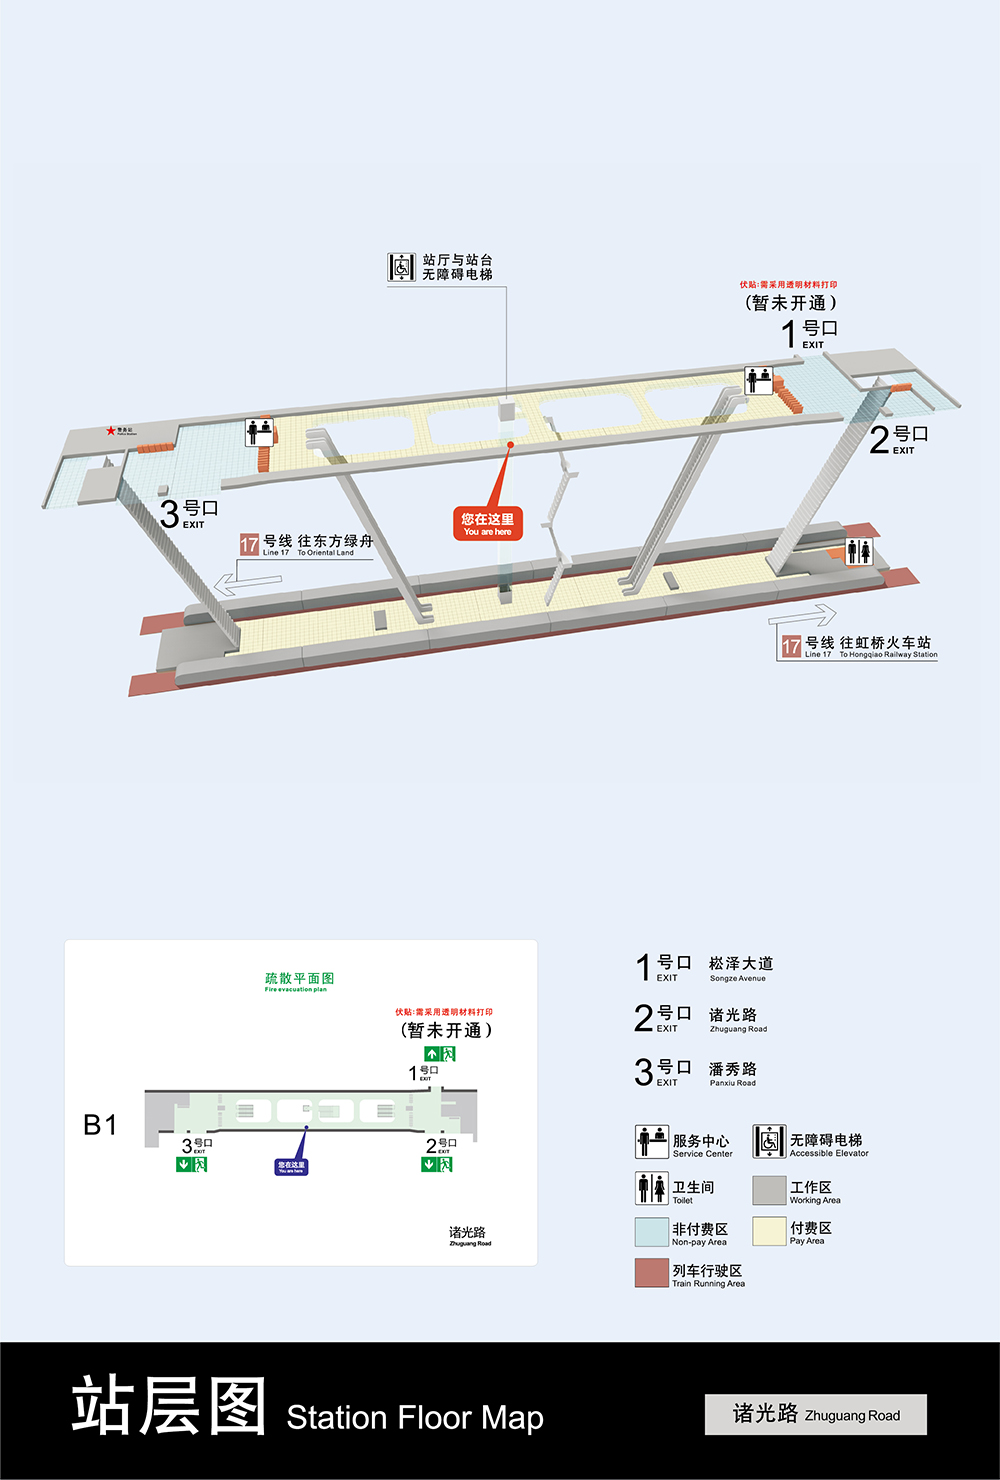 站厅与站台
无障碍电梯
伏贴:需采用透明材料打印
(暂未开通)
1 号口
EXIT
警务站
Police Station
2 号口
EXIT
3 号口
EXIT
您在这里
You are here
17 号线 往东方绿舟
Line 17 To Oriental Land
17 号线 往虹桥火车站
Line 17 To Hongqiao Railway Station
疏散平面图
Fire evacuation plan
伏贴:需采用透明材料打印
(暂未开通)
1 号口
EXIT
B1
3 号口
EXIT
您在这里
You are here
2 号口
EXIT
诸光路
Zhuguang Road
1 号口 崧泽大道
EXIT Songze Avenue
2 号口 诸光路
EXIT Zhuguang Road
3 号口 潘秀路
EXIT Panxiu Road
服务中心
Service Center
无障碍电梯
Accessible Elevator
卫生间
Toilet
工作区
Working Area
非付费区
Non-pay Area
付费区
Pay Area
列车行驶区
Train Running Area
站层图 Station Floor Map
诸光路 Zhuguang Road